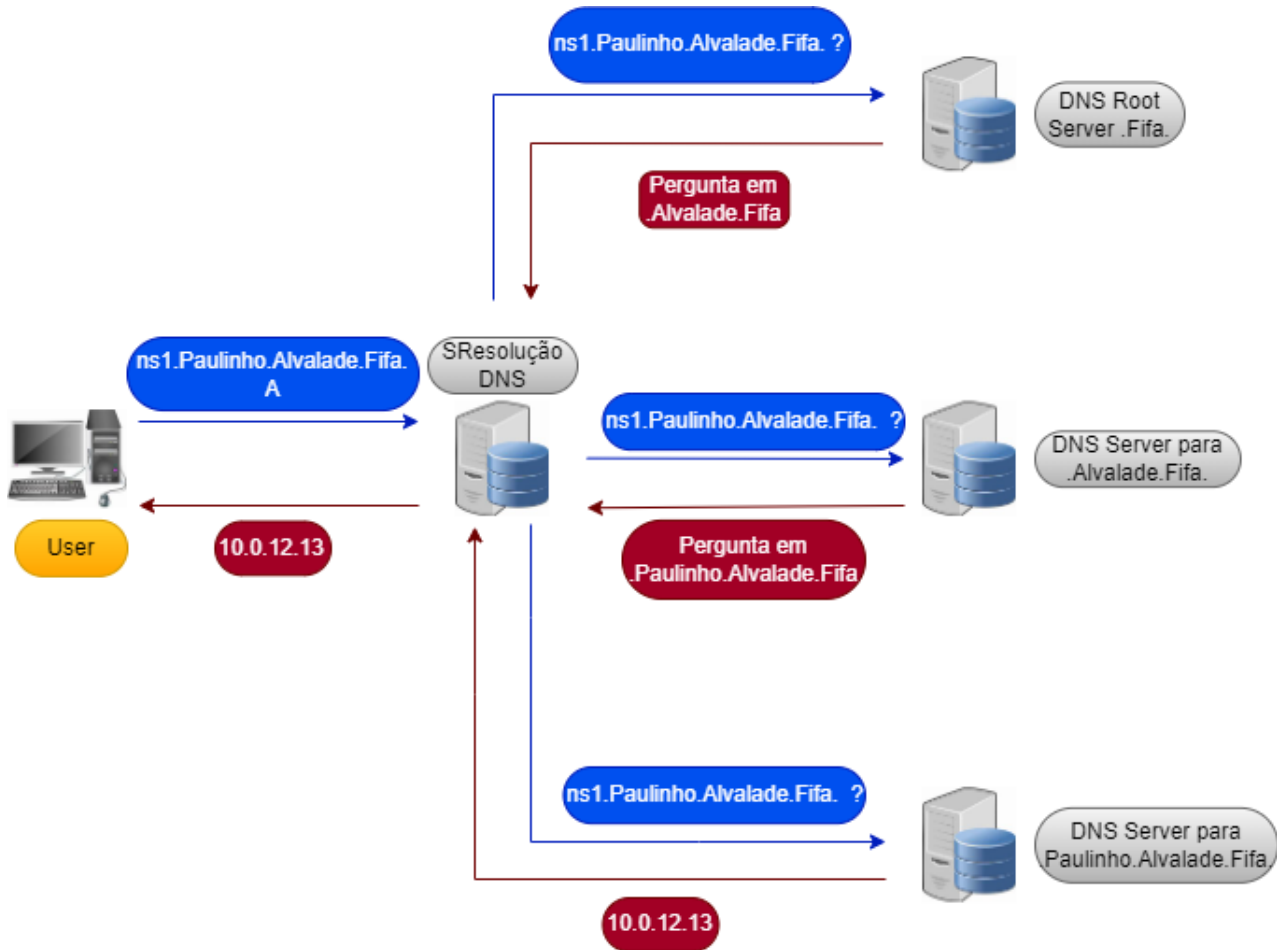 ns1.Paulinho.Alvalade.Fifa. ?
DNS Root
Server .Fifa.
Pergunta em
.Alvalade.Fifa
ns1.Paulinho.Alvalade.Fifa.
A
SResolução
DNS
ns1.Paulinho.Alvalade.Fifa. ?
DNS Server para
.Alvalade.Fifa.
User
10.0.12.13
Pergunta em
.Paulinho.Alvalade.Fifa
ns1.Paulinho.Alvalade.Fifa. ?
DNS Server para
.Paulinho.Alvalade.Fifa.
10.0.12.13